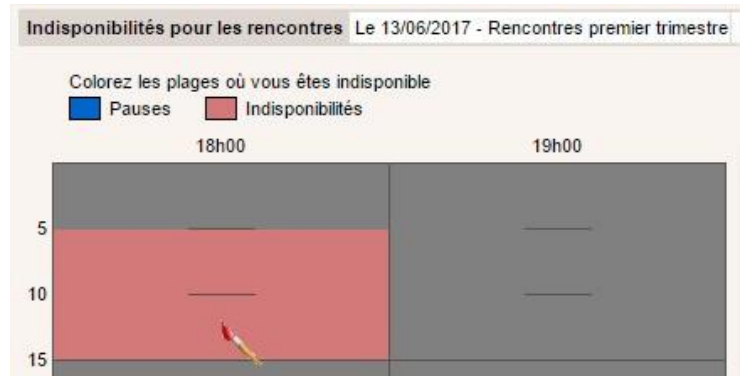 Indisponibilités pour les rencontres Le 13/06/2017 - Rencontres premier trimestre
Colorez les plages où vous êtes indisponible
Pauses Indisponibilités
18h00 19h00
5
10
15